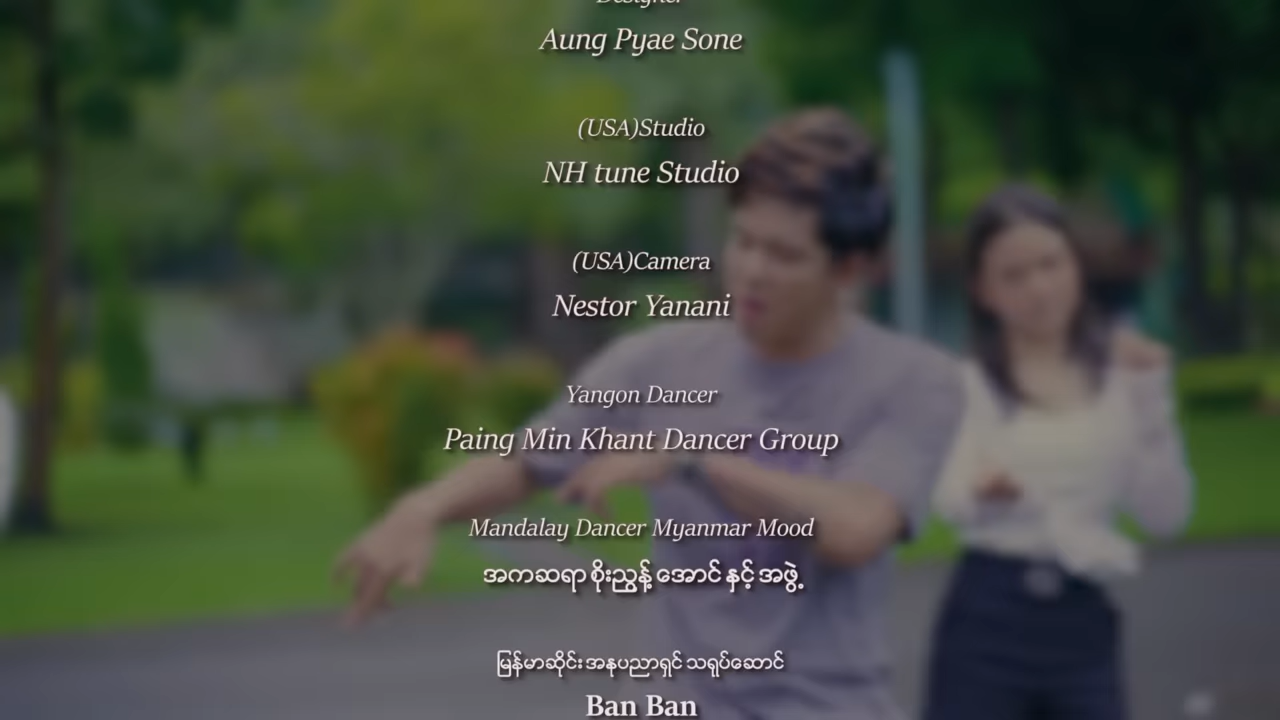 Designer
Aung Pyae Sone
(USA)Studio
NH tune Studio
(USA)Camera
Nestor Yanani
Yangon Dancer
Paing Min Khant Dancer Group
Mandalay Dancer Myanmar Mood
အကဆရာ စိုးညွန့် အောင် နှင့် အဖွဲ့
မြန်မာဆိုင်း အနုပညာရှင် သရုပ်ဆောင်
Ban Ban